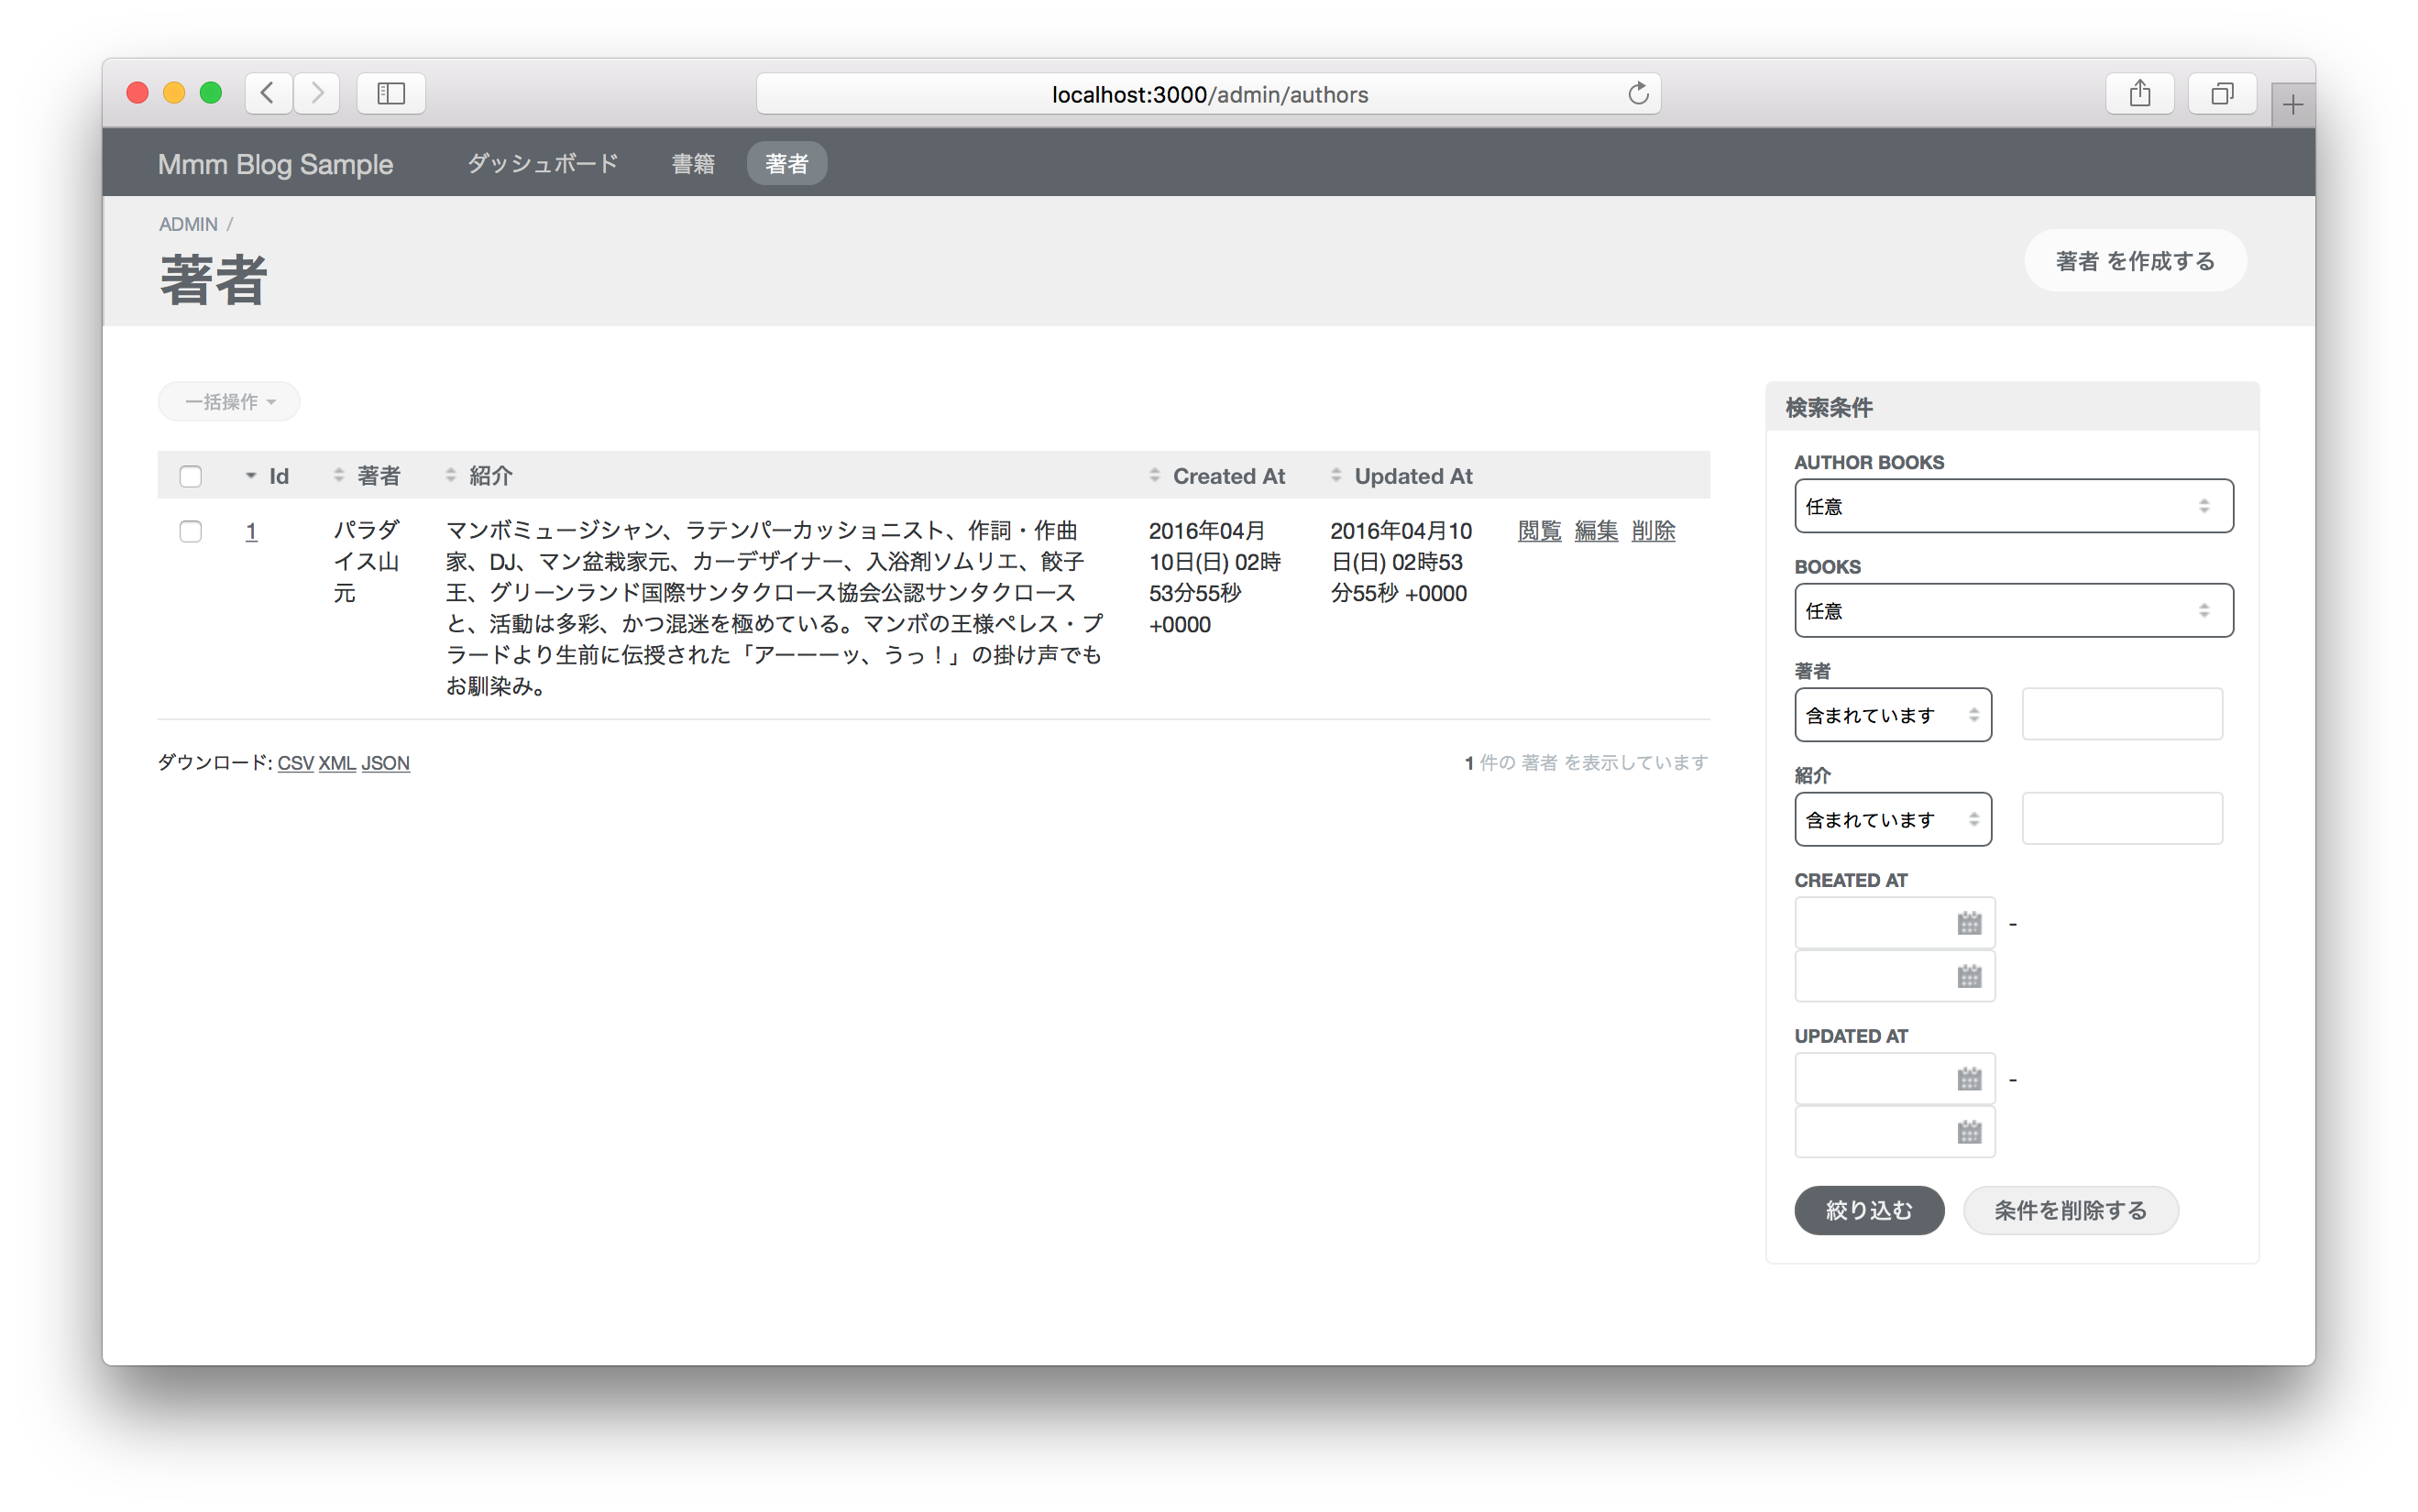 localhost:3000/admin/authors
Mmm Blog Sample ダッシュボード 書籍 著者
ADMIN /
著者
著者 を作成する
一括操作
Id 著者 紹介 Created At Updated At
1
パラダ
イス山
元
マンボミュージシャン、ラテンパーカッショニスト、作詞・作曲
家、DJ、マン盆栽家元、カーデザイナー、入浴剤ソムリエ、餃子
王、グリーンランド国際サンタクロース協会公認サンタクロース
と、活動は多彩、かつ混迷を極めている。マンボの王様ペレス・プ
ラードより生前に伝授された「アーーーッ、うっ！」の掛け声でも
お馴染み。
2016年04月
10日(日) 02時
53分55秒
+0000
2016年04月10
日(日) 02時53
分55秒 +0000
閲覧 編集 削除
ダウンロード: CSV XML JSON
1 件の 著者 を表示しています
検索条件
AUTHOR BOOKS
任意
BOOKS
任意
著者
含まれています
紹介
含まれています
CREATED AT
-
UPDATED AT
-
絞り込む 条件を削除する